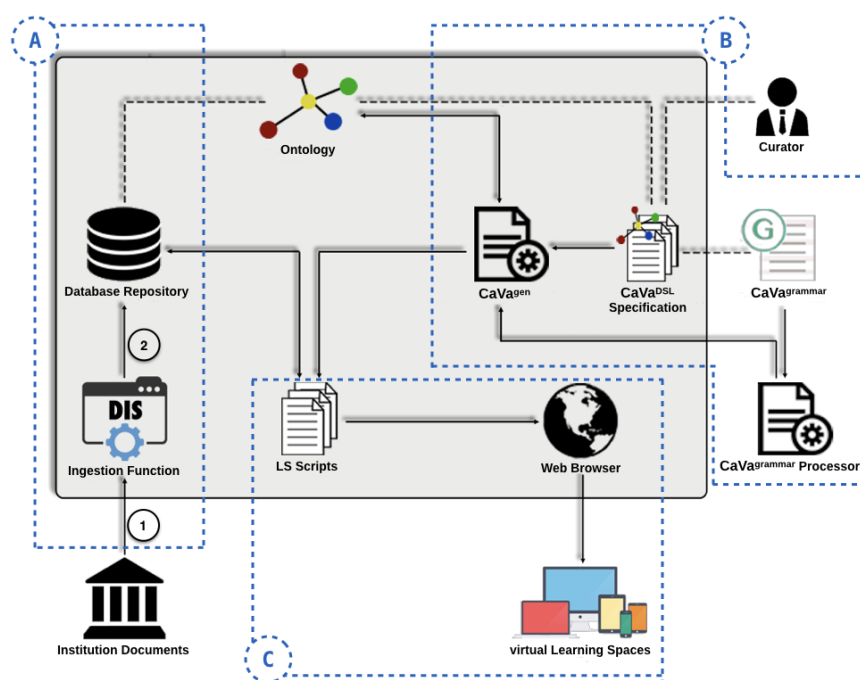 A
B
Ontology
Curator
G
Database Repository
CaVagen
CaVaDSL
Specification
CaVagrammar
2
DIS
Ingestion Function
LS Scripts
Web Browser
CaVagrammar Processor
1
Institution Documents
virtual Learning Spaces
C